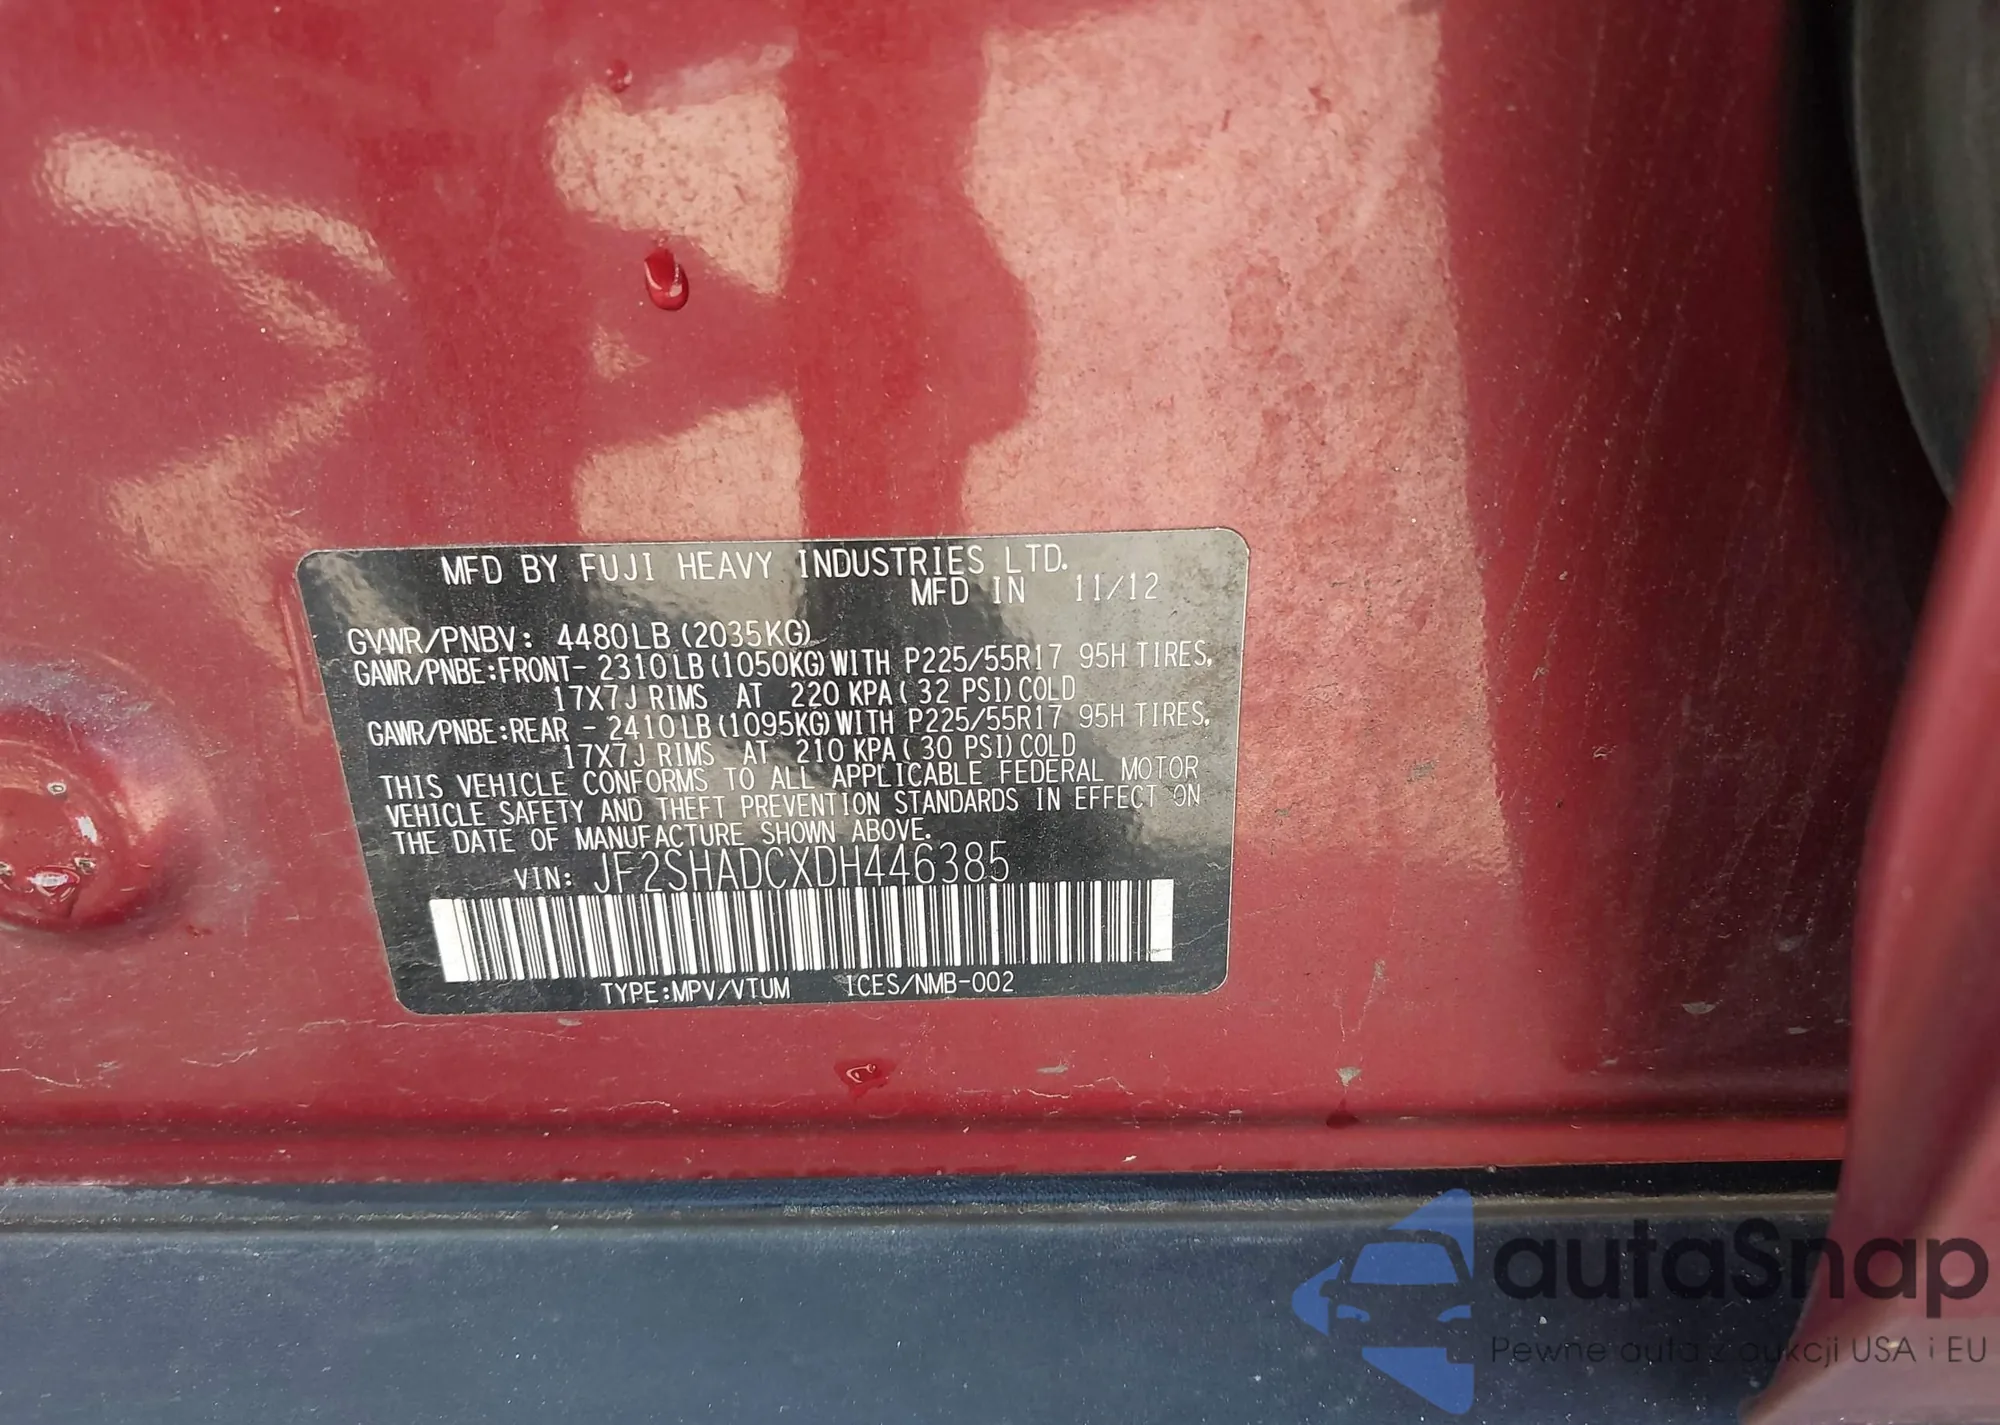 MFD BY FUJI HEAVY INDUSTRIES LTD.
MFD IN 11/12
GVWR/PNBV: 4480LB(2035KG)
GAWR/PNBE:FRONT- 2310LB(1050KG)WITH P225/55R17 95H TIRES,
17X7J RIMS AT 220 KPA( 32 PSI)COLD
GAWR/PNBE:REAR - 2410LB(1095KG)WITH P225/55R17 95H TIRES,
17X7J RIMS AT 210 KPA( 30 PSI)COLD
THIS VEHICLE CONFORMS TO ALL APPLICABLE FEDERAL MOTOR
VEHICLE SAFETY AND THEFT PREVENTION STANDARDS IN EFFECT ON
THE DATE OF MANUFACTURE SHOWN ABOVE.
VIN: JF2SHADCXDH446385
TYPE:MPV/VTUM ICES/NMB-002
autaSnap
Pewne auta z aukcji USA i EU